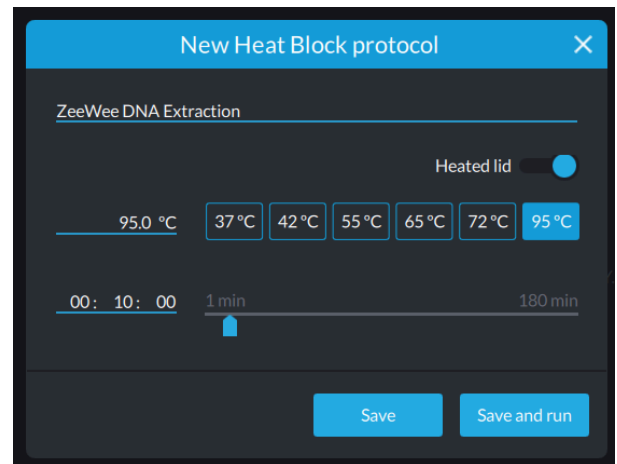 New Heat Block protocol
ZeeWee DNA Extraction
Heated lid
95.0 °C 37 °C 42 °C 55 °C 65 °C 72 °C 95 °C
00: 10: 00 1 min 180 min
Save Save and run